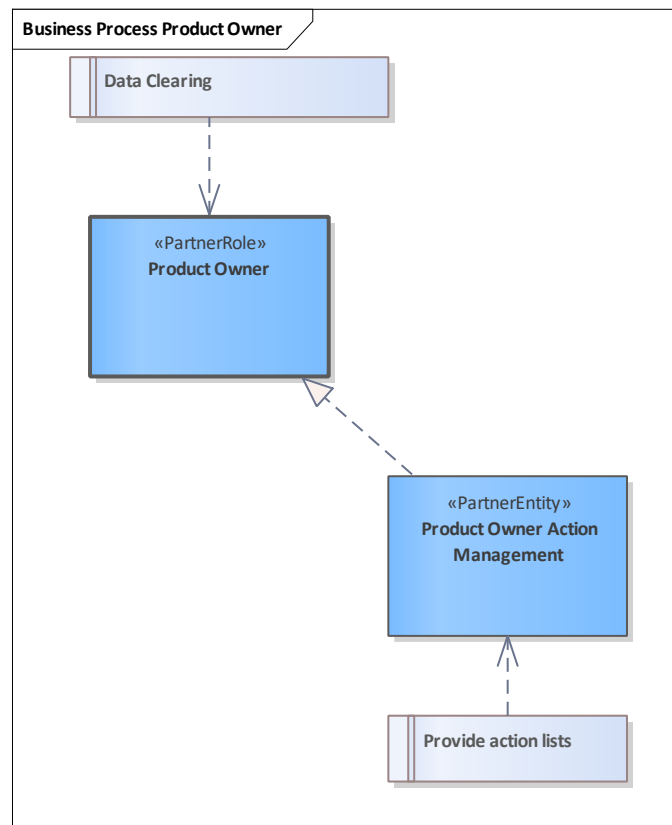 Business Process Product Owner
Data Clearing
«PartnerRole»
Product Owner
«PartnerEntity»
Product Owner Action
Management
Provide action lists